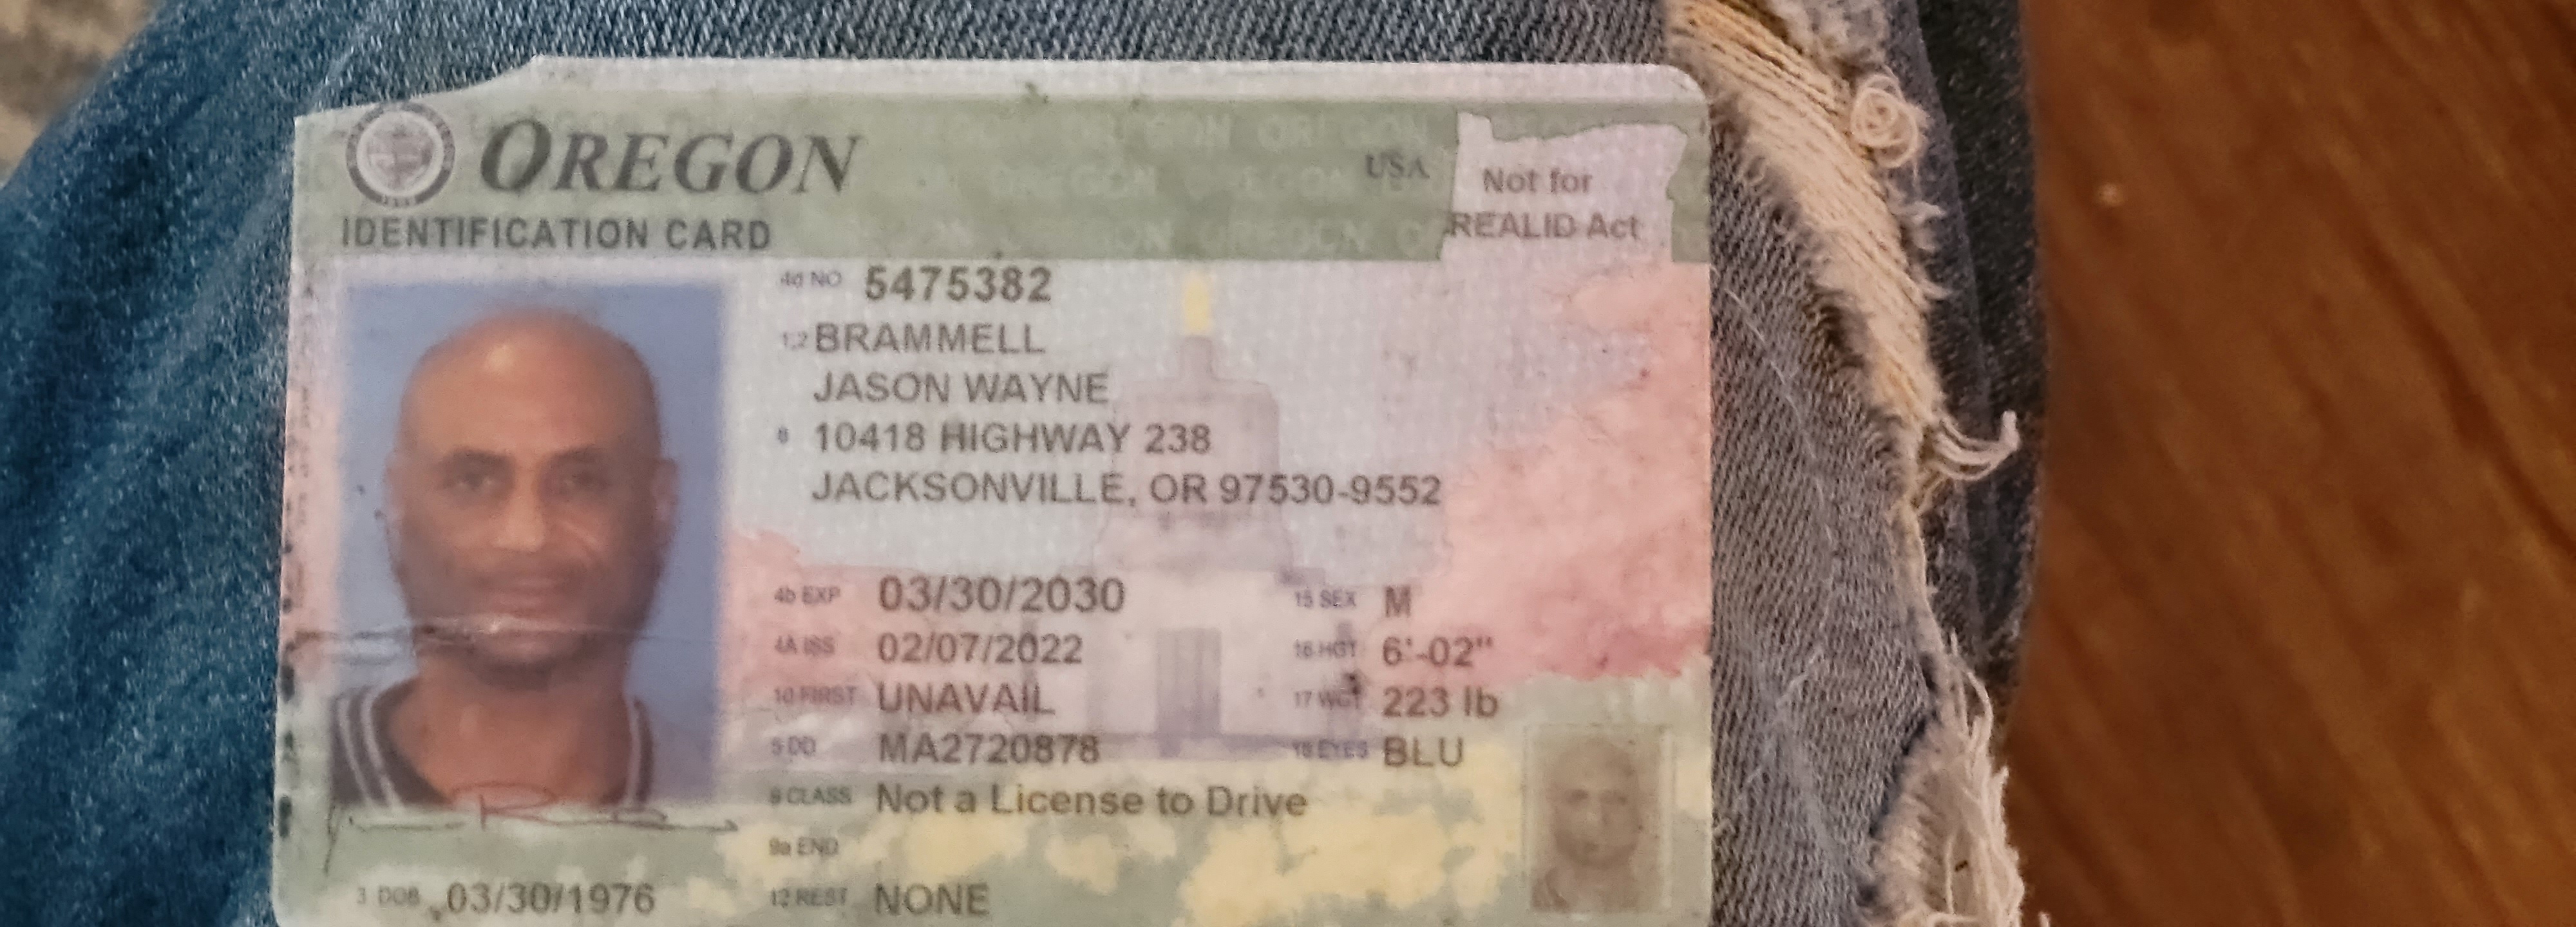 OREGON
USA
Not for
REALID Act
IDENTIFICATION CARD
4d NO 5475382
1,2 BRAMMELL
JASON WAYNE
8 10418 HIGHWAY 238
JACKSONVILLE, OR 97530-9552
4b EXP 03/30/2030 15 SEX M
4A ISS 02/07/2022 16 HGT 6'-02"
10 FIRST UNAVAIL 17 WGT 223 lb
5 DD MA2720878 18 EYES BLU
9 CLASS Not a License to Drive
9a END
3 DOB 03/30/1976 12 REST NONE